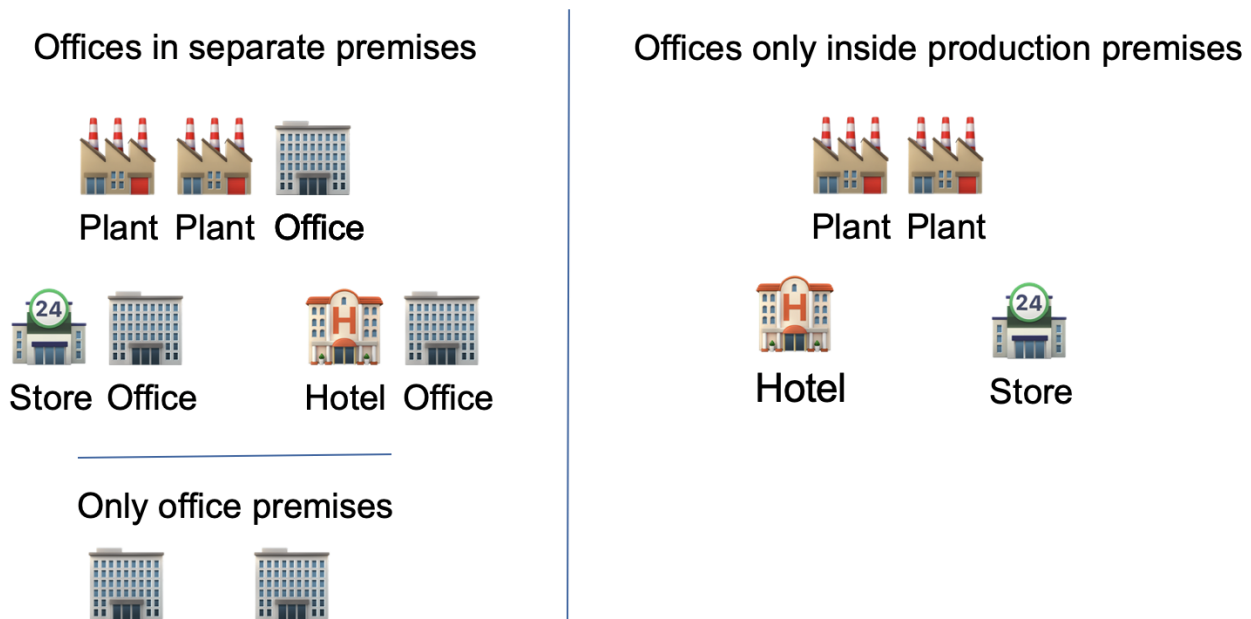 Offices in separate premises
Plant Plant Office
24
H
Store Office
Hotel Office
Only office premises
Offices only inside production premises
Plant Plant
H
24
Hotel
Store